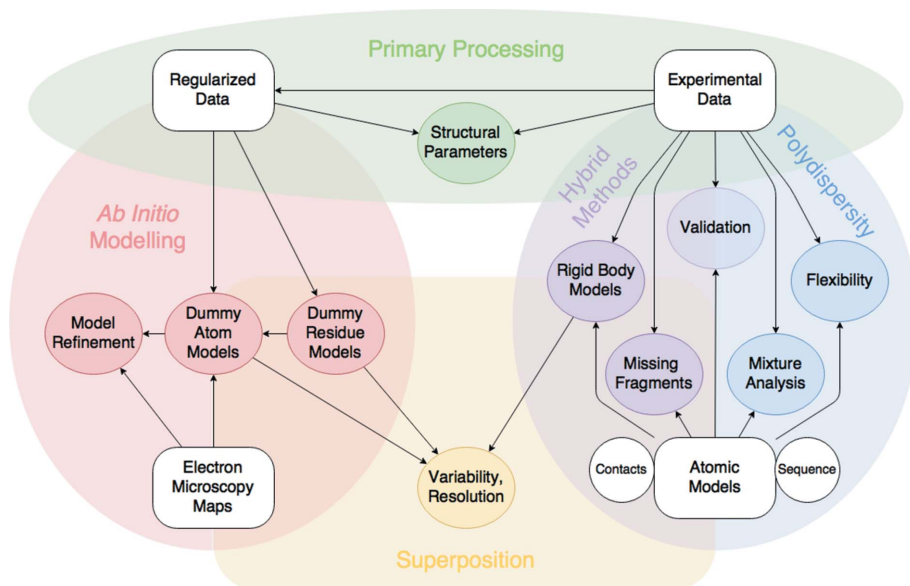 Primary Processing
Regularized
Data
Experimental
Data
Structural
Parameters
Ab Initio
Modelling
Hybrid
Methods
Polydispersity
Validation
Rigid Body
Models
Flexibility
Model
Refinement
Dummy
Atom
Models
Dummy
Residue
Models
Missing
Fragments
Mixture
Analysis
Electron
Microscopy
Maps
Variability,
Resolution
Contacts
Atomic
Models
Sequence
Superposition